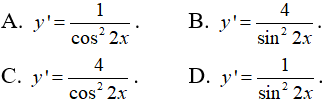 A. y' = 1/cos² 2x . B. y' = 4/sin² 2x .
C. y' = 4/cos² 2x . D. y' = 1/sin² 2x .